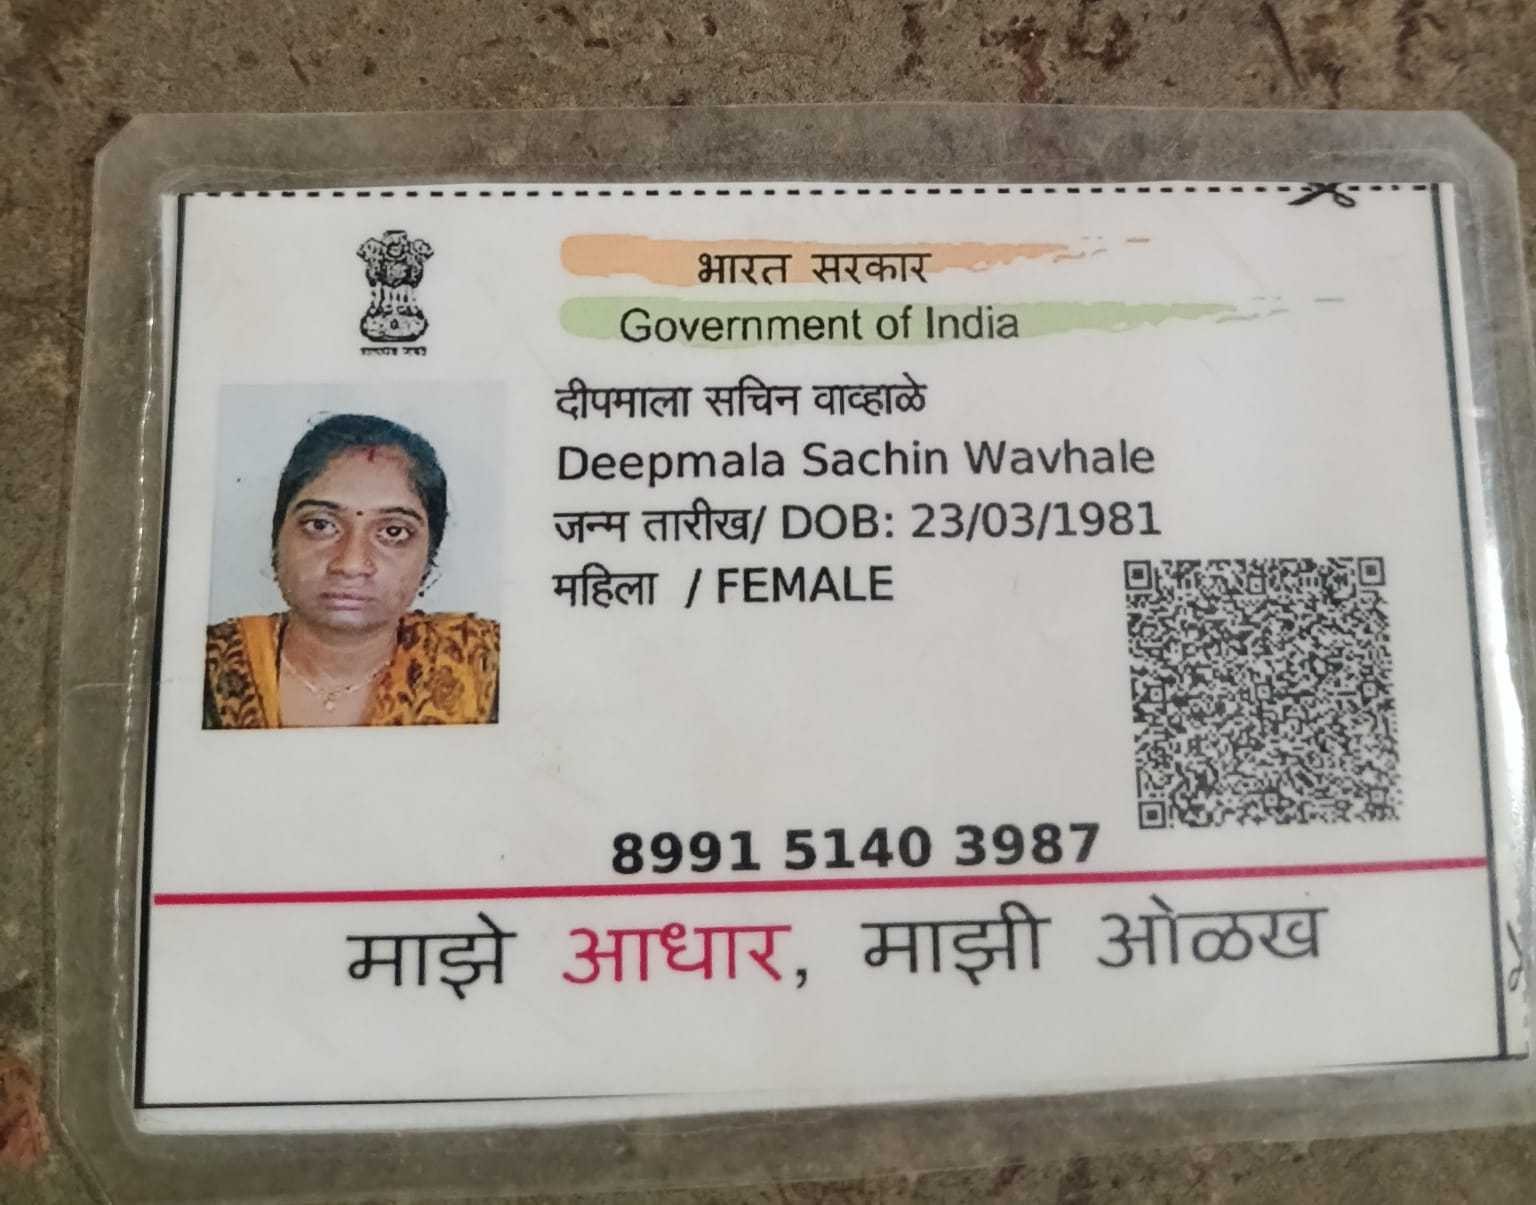 भारत सरकार
Government of India
दीपमाला सचिन वाव्हाळे
Deepmala Sachin Wavhale
जन्म तारीख/ DOB: 23/03/1981
महिला / FEMALE
8991 5140 3987
माझे आधार, माझी ओळख